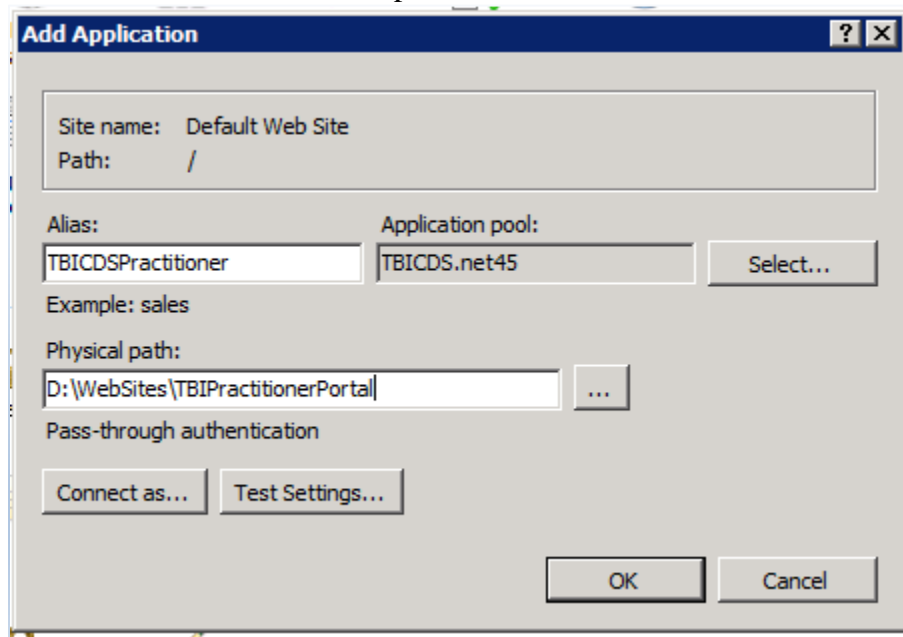 Add Application
Site name: Default Web Site
Path: /
Alias: Application pool:
TBICDSPractitioner TBICDS.net45 Select...
Example: sales
Physical path:
D:\WebSites\TBIPractitionerPortal ...
Pass-through authentication
Connect as... Test Settings...
OK Cancel